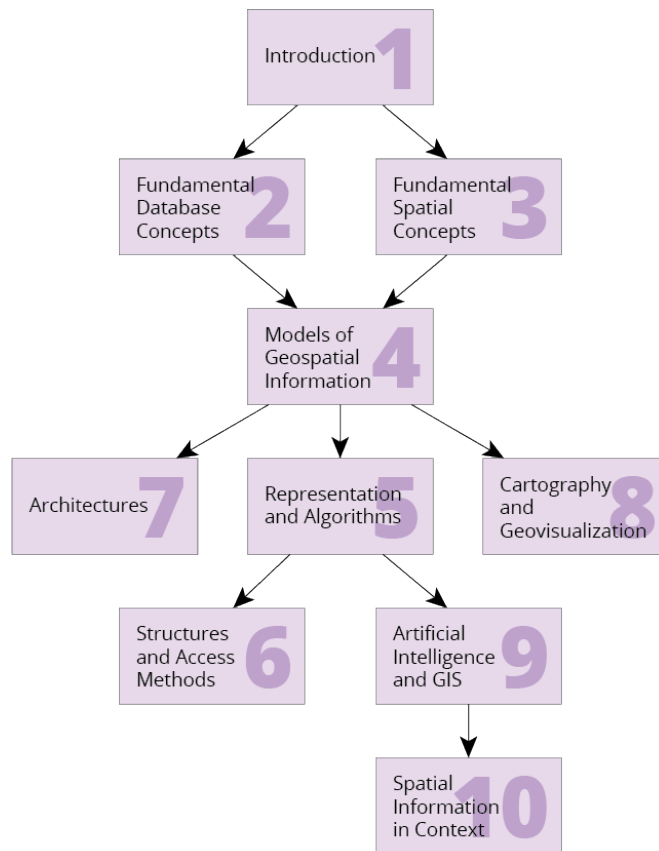 Introduction 1
Fundamental
Database
Concepts
2
Fundamental
Spatial
Concepts
3
Models of
Geospatial
Information
4
Architectures 7
Representation
and Algorithms
5
Cartography
and
Geovisualization
8
Structures
and Access
Methods
6
Artificial
Intelligence
and GIS
9
Spatial
Information
in Context
10